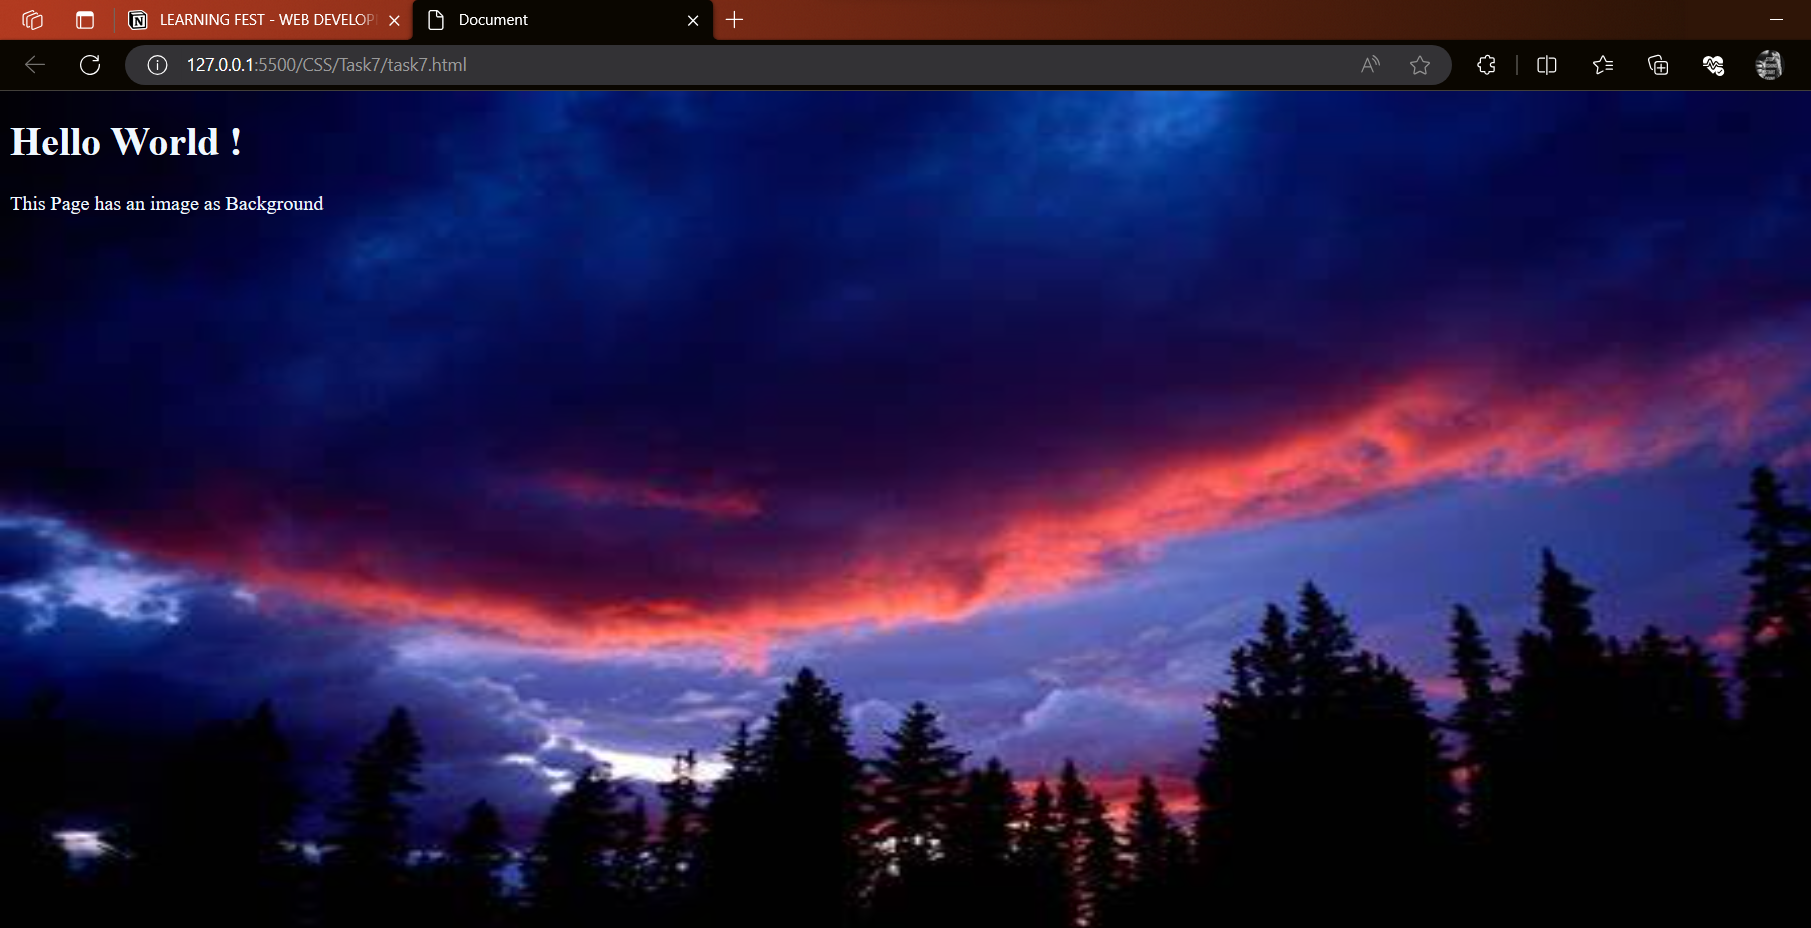 LEARNING FEST - WEB DEVELOP
Document
127.0.0.1:5500/CSS/Task7/task7.html
Hello World !
This Page has an image as Background